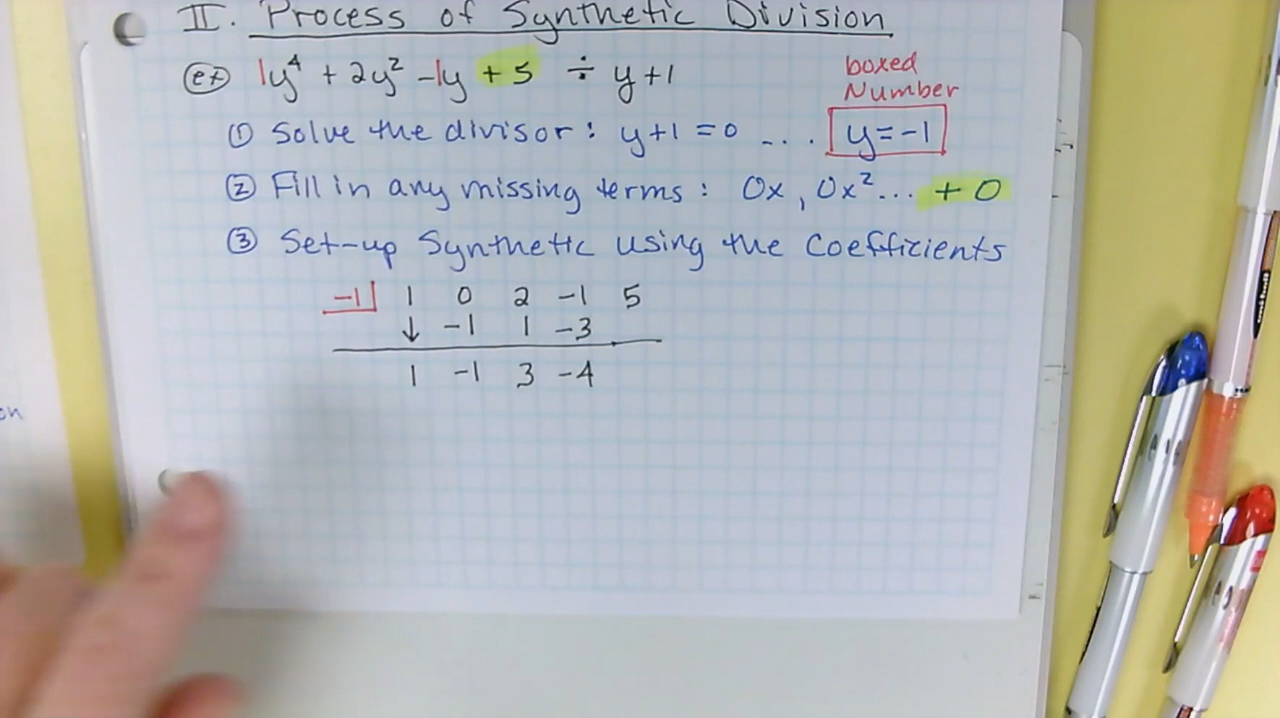 II. Process of Synthetic Division
ex 1y⁴ + 2y² -1y + 5 ÷ y + 1
boxed
Number
① Solve the divisor: y+1 = 0 ... y = -1
② Fill in any missing terms: 0x, 0x² ... + 0
③ Set-up Synthetic using the Coefficients
-1 1 0 2 -1 5
↓ -1 1 -3
1 -1 3 -4
on